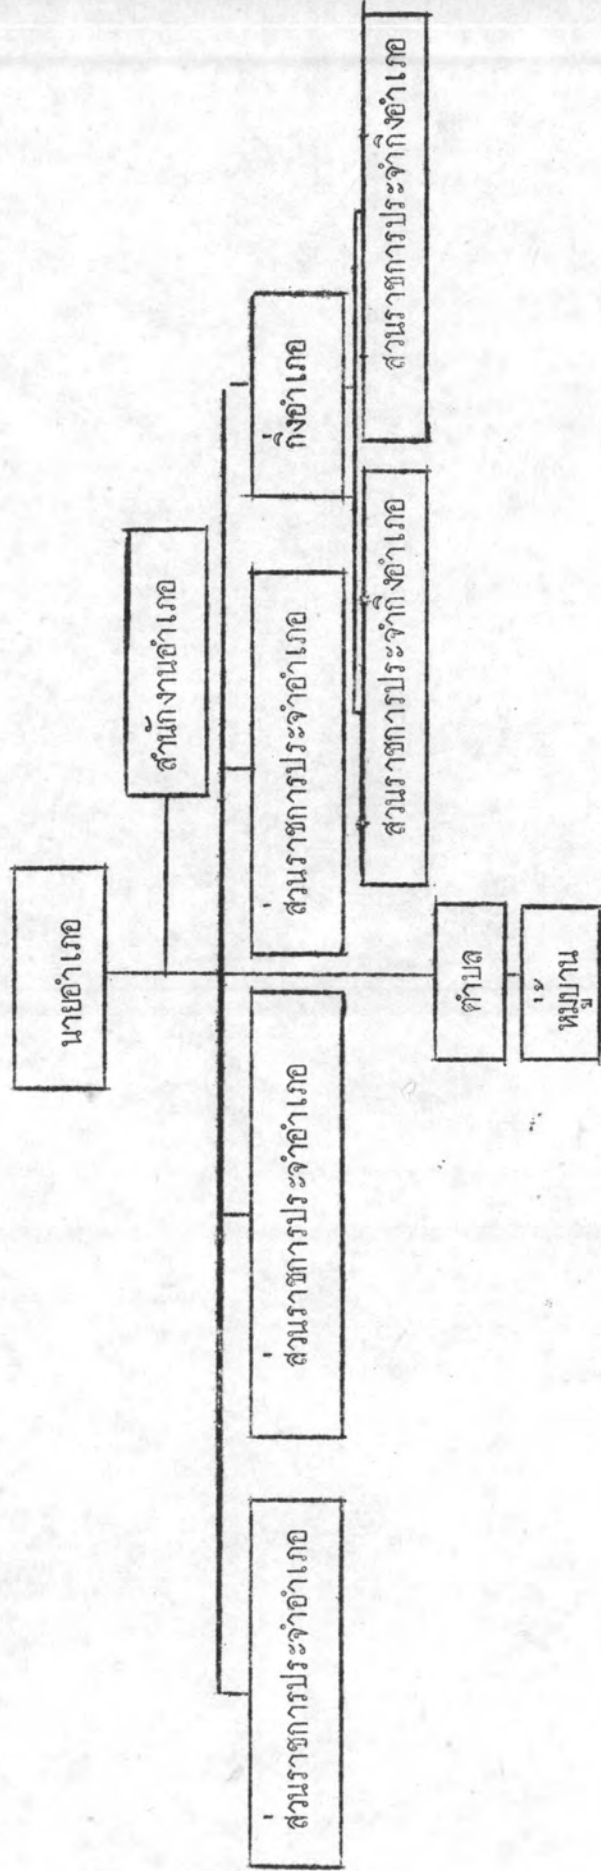 นายอำเภอ
สำนักงานอำเภอ
ส่วนราชการประจำอำเภอ
ส่วนราชการประจำอำเภอ
ส่วนราชการประจำอำเภอ
กิ่งอำเภอ
ส่วนราชการประจำกิ่งอำเภอ
ส่วนราชการประจำกิ่งอำเภอ
ตำบล
หมู่บ้าน